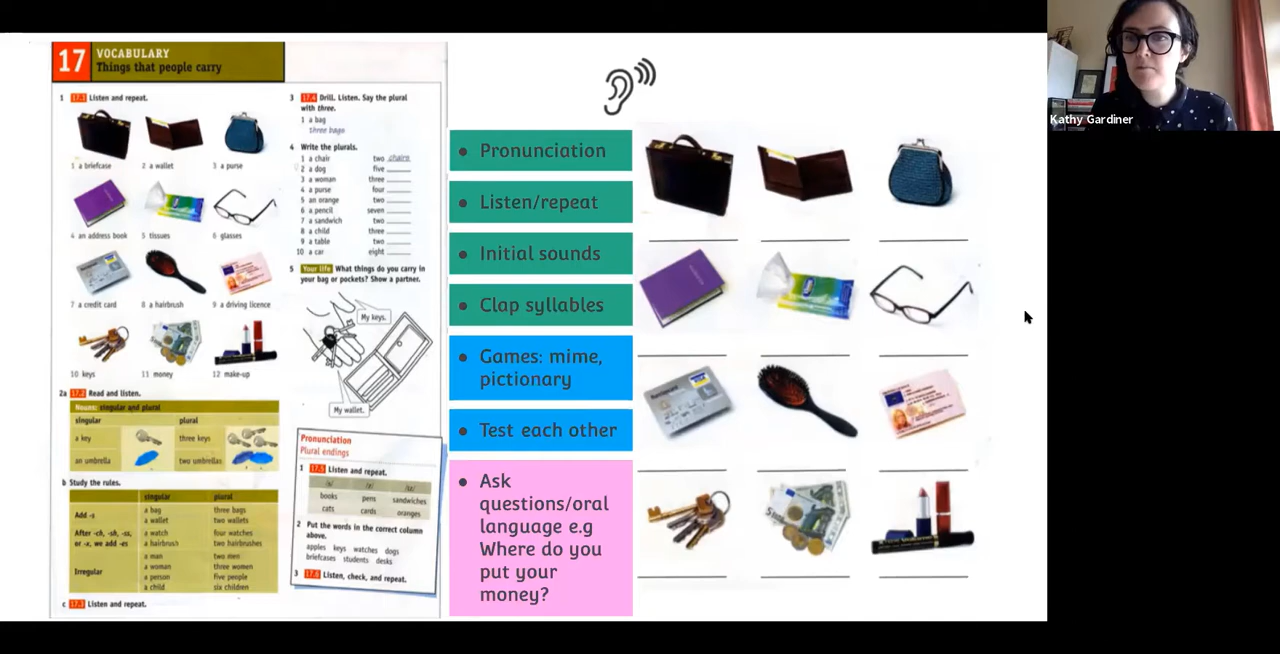 17
VOCABULARY
Things that people carry
1 17.1 Listen and repeat.
1 a briefcase
2 a wallet
3 a purse
4 an address book
5 tissues
6 glasses
7 a credit card
8 a hairbrush
9 a driving licence
10 keys
11 money
12 make-up
2a 17.2 Read and listen.
Nouns: singular and plural
singular plural
a key three keys
an umbrella two umbrellas
b Study the rules.
singular plural
Add -s
a bag three bags
a wallet two wallets
After -ch, -sh, -ss,
or -x, we add -es
a watch four watches
a hairbrush two hairbrushes
Irregular
a man two men
a woman three women
a person five people
a child six children
c 17.3 Listen and repeat.
3 17.4 Drill. Listen. Say the plural
with three.
1 a bag
three bags
4 Write the plurals.
1 a chair two chairs
2 a dog five
3 a woman three
4 a purse four
5 an orange two
6 a pencil seven
7 a sandwich two
8 a child three
9 a table two
10 a car eight
5 Your life What things do you carry in
your bag or pockets? Show a partner.
My keys.
My wallet.
Pronunciation
Plural endings
1 17.5 Listen and repeat.
/s/ /z/ /ɪz/
books pens sandwiches
cats cards oranges
2 Put the words in the correct column
above.
apples keys watches dogs
briefcases students desks
3 17.6 Listen, check, and repeat.
• Pronunciation
• Listen/repeat
• Initial sounds
• Clap syllables
• Games: mime,
pictionary
• Test each other
• Ask
questions/oral
language e.g
Where do you
put your
money?
Kathy Gardiner